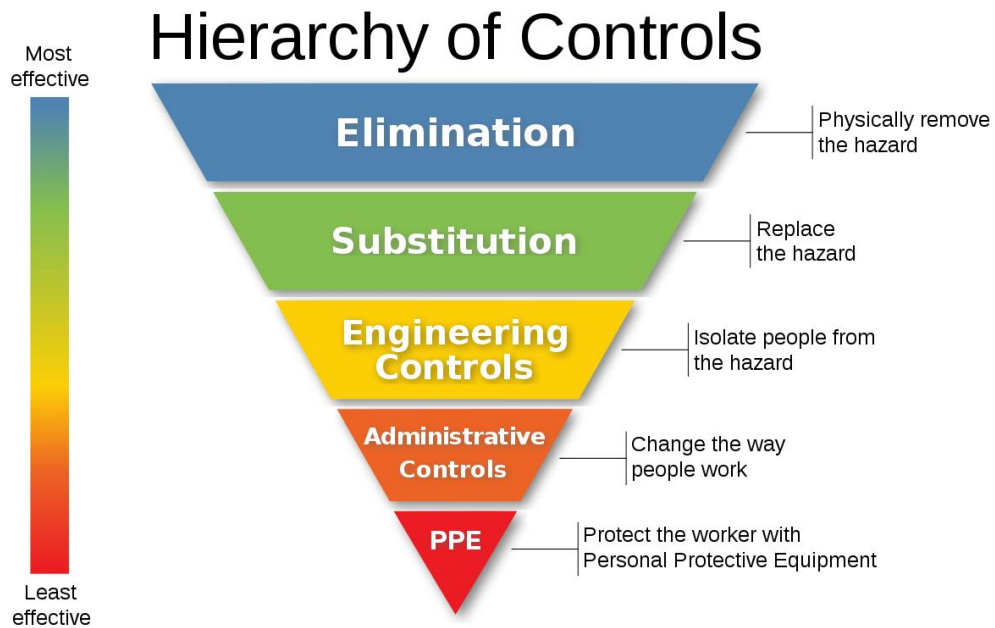 Hierarchy of Controls
Most
effective
Elimination
Physically remove
the hazard
Substitution
Replace
the hazard
Engineering
Controls
Isolate people from
the hazard
Administrative
Controls
Change the way
people work
PPE
Protect the worker with
Personal Protective Equipment
Least
effective